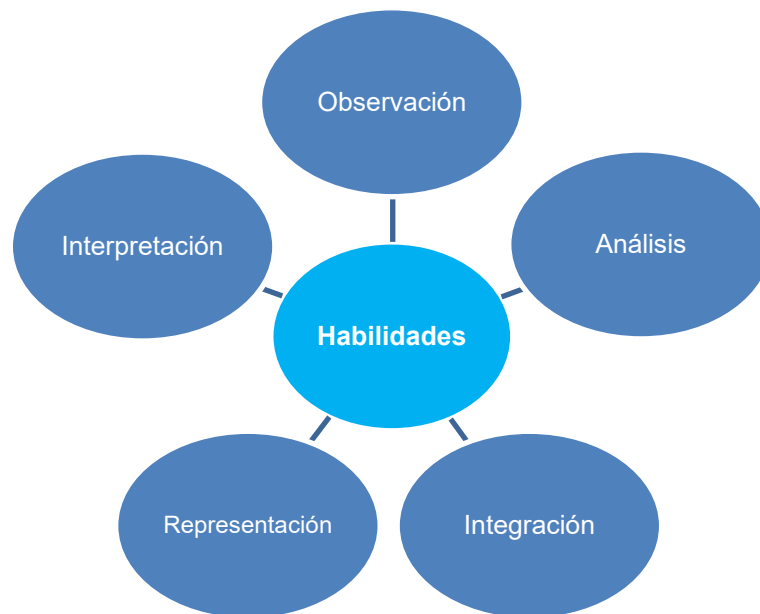 Observación
Interpretación
Análisis
Habilidades
Representación
Integración